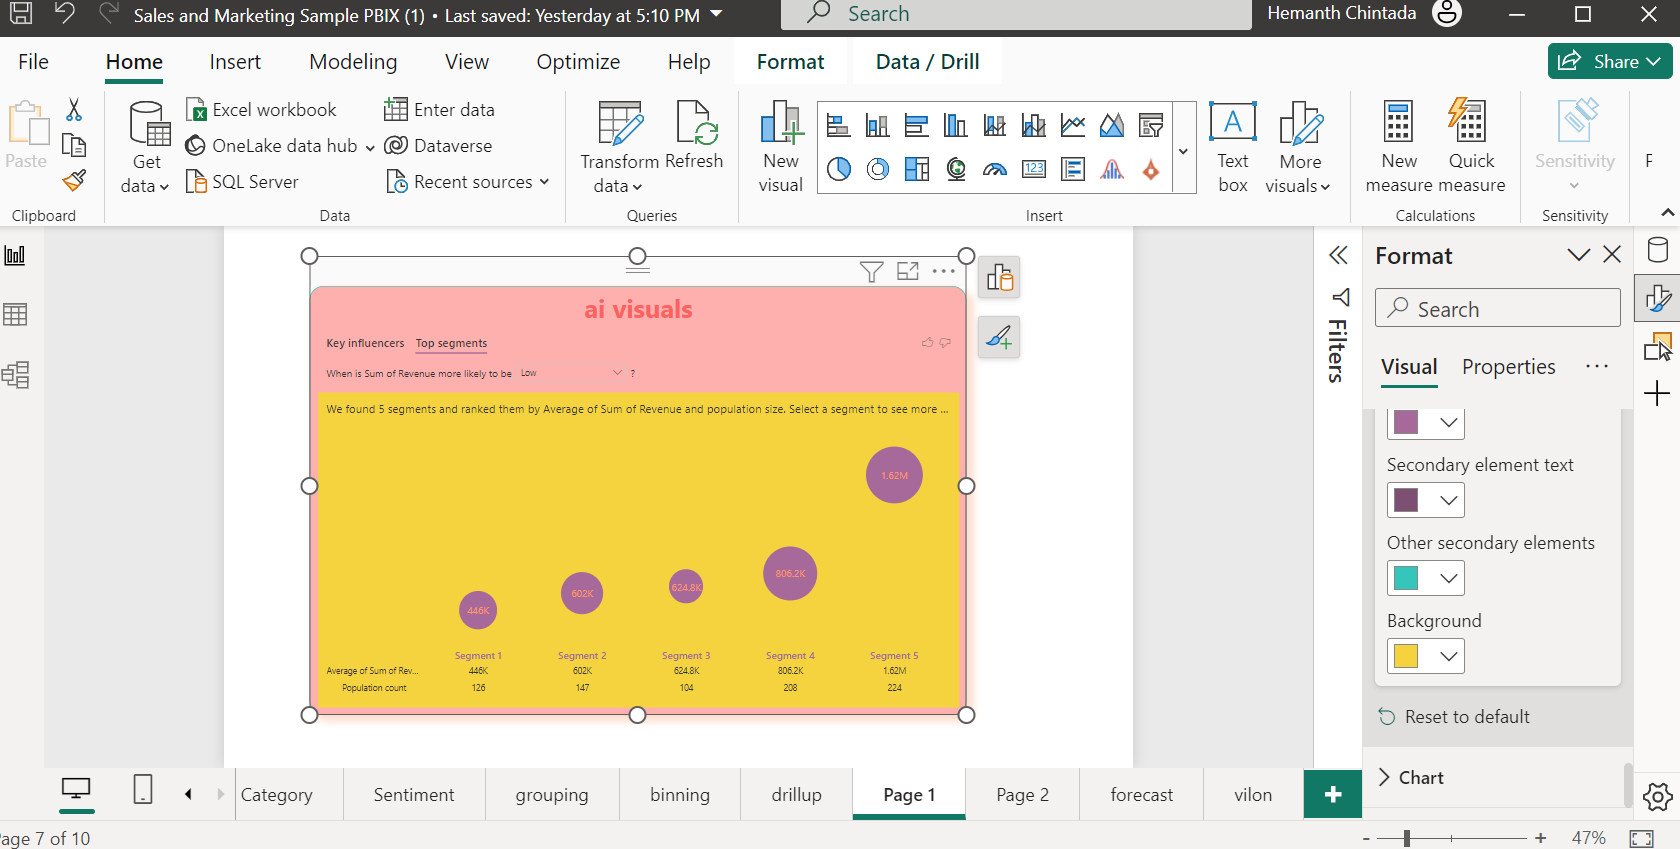 Sales and Marketing Sample PBIX (1) • Last saved: Yesterday at 5:10 PM
Search
Hemanth Chintada
File Home Insert Modeling View Optimize Help Format Data / Drill
Share
Paste
Clipboard
Get data
Excel workbook
OneLake data hub
SQL Server
Enter data
Dataverse
Recent sources
Data
Transform data
Refresh
Queries
New visual
123
A
Text box
More visuals
Insert
New measure
Quick measure
Calculations
Sensitivity
Sensitivity
F
ai visuals
Key influencers Top segments
When is Sum of Revenue more likely to be Low ?
We found 5 segments and ranked them by Average of Sum of Revenue and population size. Select a segment to see more ...
1.62M
806.2K
624.8K
602K
446K
Segment 1 Segment 2 Segment 3 Segment 4 Segment 5
Average of Sum of Rev... 446K 602K 624.8K 806.2K 1.62M
Population count 126 147 104 208 224
Filters
Format
Search
Visual Properties ...
Secondary element text
Other secondary elements
Background
Reset to default
Chart
Category Sentiment grouping binning drillup Page 1 Page 2 forecast vilon
age 7 of 10
- + 47%